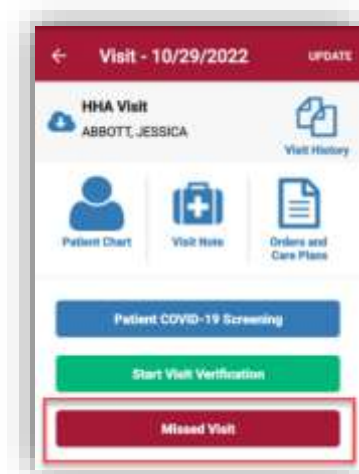 Visit - 10/29/2022 UPDATE
HHA Visit
ABBOTT, JESSICA
Visit History
Patient Chart Visit Note Orders and
Care Plans
Patient COVID-19 Screening
Start Visit Verification
Missed Visit